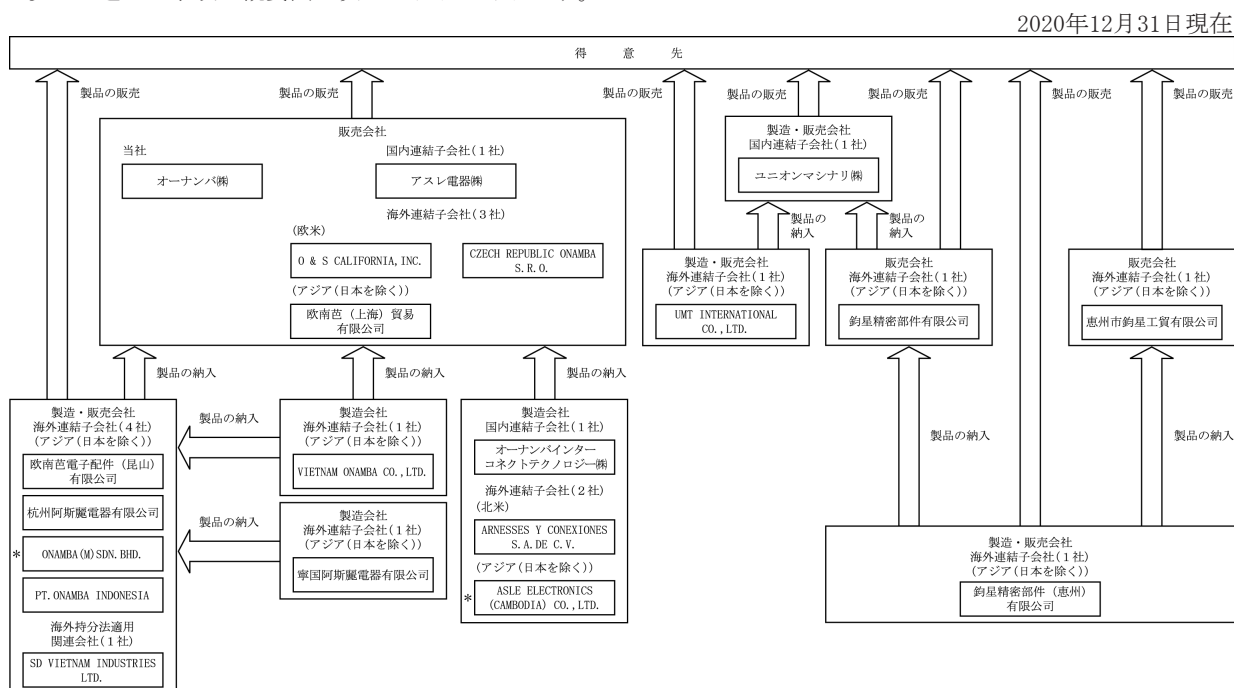 2020年12月31日現在
得意先
製品の販売
製品の販売
製品の販売
製品の販売
製品の販売
製品の販売
製品の販売
販売会社
当社
オーナンバ㈱
国内連結子会社(1社)
アスレ電器㈱
海外連結子会社(3社)
(欧米)
O & S CALIFORNIA,INC.
CZECH REPUBLIC ONAMBA
S.R.O.
(アジア(日本を除く))
欧南芭（上海）貿易
有限公司
製造・販売会社
国内連結子会社(1社)
ユニオンマシナリ㈱
製品の
納入
製品の
納入
製造・販売会社
海外連結子会社(1社)
(アジア(日本を除く))
UMT INTERNATIONAL
CO.,LTD.
販売会社
海外連結子会社(1社)
(アジア(日本を除く))
鈞星精密部件有限公司
販売会社
海外連結子会社(1社)
(アジア(日本を除く))
恵州市鈞星工貿有限公司
製品の納入
製品の納入
製品の納入
製造・販売会社
海外連結子会社(4社)
(アジア(日本を除く))
欧南芭電子配件（昆山）
有限公司
杭州阿斯麗電器有限公司
* ONAMBA(M)SDN.BHD.
PT.ONAMBA INDONESIA
海外持分法適用
関連会社(1社)
SD VIETNAM INDUSTRIES
LTD.
製品の納入
製造会社
海外連結子会社(1社)
(アジア(日本を除く))
VIETNAM ONAMBA CO.,LTD.
製品の納入
製造会社
海外連結子会社(1社)
(アジア(日本を除く))
寧国阿斯麗電器有限公司
製造会社
国内連結子会社(1社)
オーナンバインター
コネクトテクノロジー㈱
海外連結子会社(2社)
(北米)
ARNESSES Y CONEXIONES
S.A.DE C.V.
(アジア(日本を除く))
* ASLE ELECTRONICS
(CAMBODIA) CO.,LTD.
製品の納入
製品の納入
製造・販売会社
海外連結子会社(1社)
(アジア(日本を除く))
鈞星精密部件（恵州）
有限公司